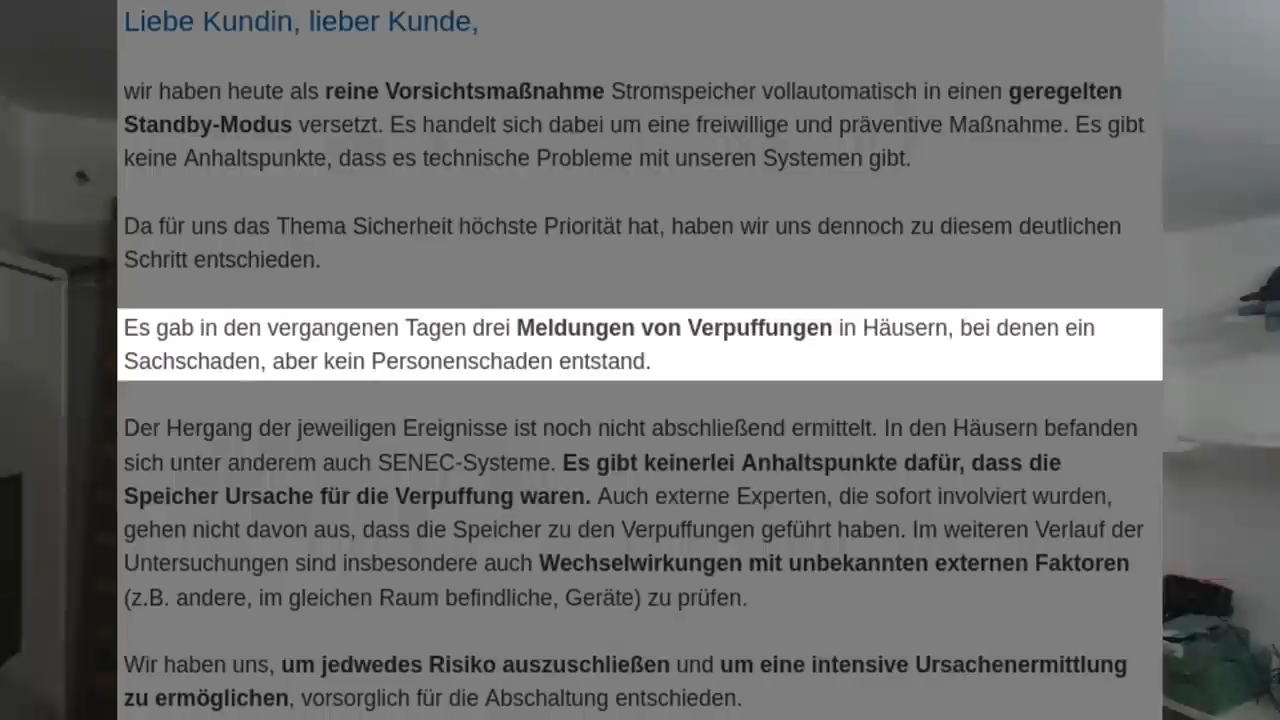 Liebe Kundin, lieber Kunde,
wir haben heute als reine Vorsichtsmaßnahme Stromspeicher vollautomatisch in einen geregelten
Standby-Modus versetzt. Es handelt sich dabei um eine freiwillige und präventive Maßnahme. Es gibt
keine Anhaltspunkte, dass es technische Probleme mit unseren Systemen gibt.
Da für uns das Thema Sicherheit höchste Priorität hat, haben wir uns dennoch zu diesem deutlichen
Schritt entschieden.
Es gab in den vergangenen Tagen drei Meldungen von Verpuffungen in Häusern, bei denen ein
Sachschaden, aber kein Personenschaden entstand.
Der Hergang der jeweiligen Ereignisse ist noch nicht abschließend ermittelt. In den Häusern befanden
sich unter anderem auch SENEC-Systeme. Es gibt keinerlei Anhaltspunkte dafür, dass die
Speicher Ursache für die Verpuffung waren. Auch externe Experten, die sofort involviert wurden,
gehen nicht davon aus, dass die Speicher zu den Verpuffungen geführt haben. Im weiteren Verlauf der
Untersuchungen sind insbesondere auch Wechselwirkungen mit unbekannten externen Faktoren
(z.B. andere, im gleichen Raum befindliche, Geräte) zu prüfen.
Wir haben uns, um jedwedes Risiko auszuschließen und um eine intensive Ursachenermittlung
zu ermöglichen, vorsorglich für die Abschaltung entschieden.